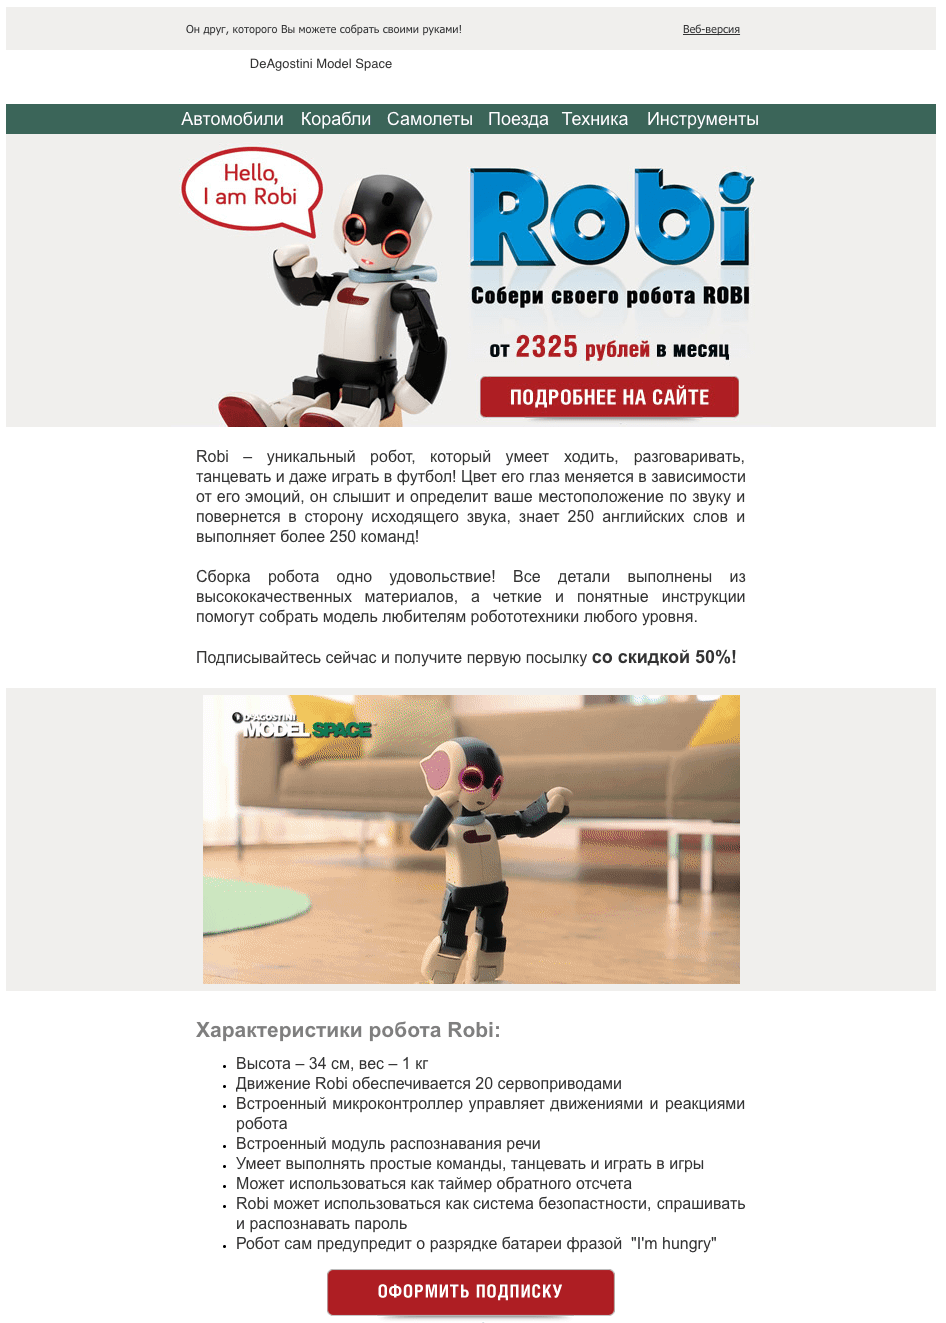 Он друг, которого Вы можете собрать своими руками!
Веб-версия
DeAgostini Model Space
Автомобили Корабли Самолеты Поезда Техника Инструменты
Hello,
I am Robi
Robi
Собери своего робота ROBI
от 2325 рублей в месяц
ПОДРОБНЕЕ НА САЙТЕ
Robi – уникальный робот, который умеет ходить, разговаривать,
танцевать и даже играть в футбол! Цвет его глаз меняется в зависимости
от его эмоций, он слышит и определит ваше местоположение по звуку и
повернется в сторону исходящего звука, знает 250 английских слов и
выполняет более 250 команд!
Сборка робота одно удовольствие! Все детали выполнены из
высококачественных материалов, а четкие и понятные инструкции
помогут собрать модель любителям робототехники любого уровня.
Подписывайтесь сейчас и получите первую посылку со скидкой 50%!
DEAGOSTINI
MODEL SPACE
Характеристики робота Robi:
Высота – 34 см, вес – 1 кг
Движение Robi обеспечивается 20 сервоприводами
Встроенный микроконтроллер управляет движениями и реакциями
робота
Встроенный модуль распознавания речи
Умеет выполнять простые команды, танцевать и играть в игры
Может использоваться как таймер обратного отсчета
Robi может использоваться как система безопастности, спрашивать
и распознавать пароль
Робот сам предупредит о разрядке батареи фразой "I'm hungry"
ОФОРМИТЬ ПОДПИСКУ